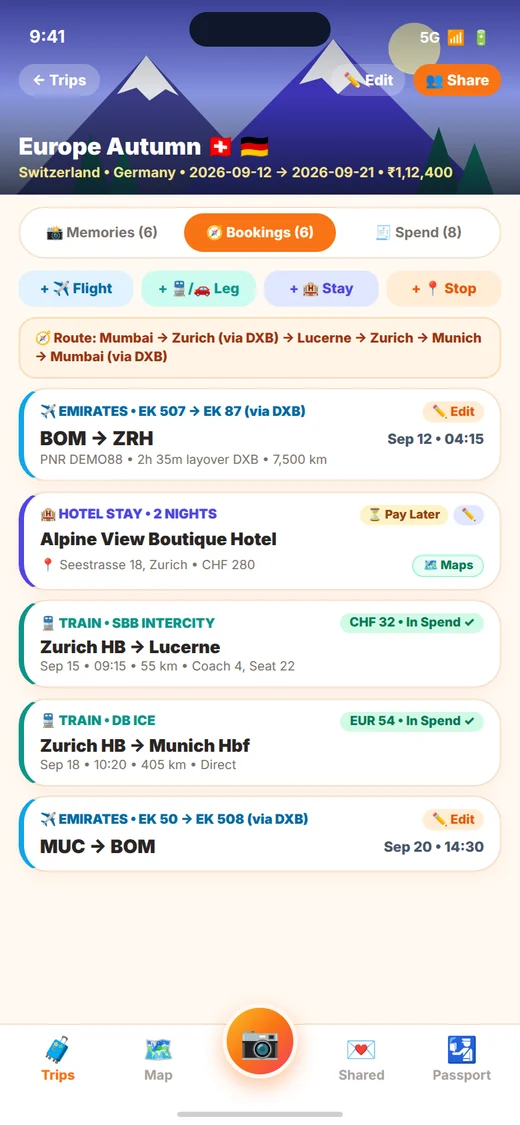 9:41
5G
← Trips
✏️ Edit
👥 Share
Europe Autumn 🇨🇭 🇩🇪
Switzerland • Germany • 2026-09-12 → 2026-09-21 • ₹1,12,400
📸 Memories (6)
🧭 Bookings (6)
🧾 Spend (8)
+ ✈️ Flight
+ 🚆/🚗 Leg
+ 🏨 Stay
+ 📍 Stop
🧭 Route: Mumbai → Zurich (via DXB) → Lucerne → Zurich → Munich
→ Mumbai (via DXB)
✈️ EMIRATES • EK 507 → EK 87 (via DXB)
✏️ Edit
BOM → ZRH
Sep 12 • 04:15
PNR DEMO88 • 2h 35m layover DXB • 7,500 km
🏨 HOTEL STAY • 2 NIGHTS
⏳ Pay Later
✏️
Alpine View Boutique Hotel
📍 Seestrasse 18, Zurich • CHF 280
🗺️ Maps
🚆 TRAIN • SBB INTERCITY
CHF 32 • In Spend ✓
Zurich HB → Lucerne
Sep 15 • 09:15 • 55 km • Coach 4, Seat 22
🚆 TRAIN • DB ICE
EUR 54 • In Spend ✓
Zurich HB → Munich Hbf
Sep 18 • 10:20 • 405 km • Direct
✈️ EMIRATES • EK 50 → EK 508 (via DXB)
✏️ Edit
MUC → BOM
Sep 20 • 14:30
Trips
Map
Shared
Passport